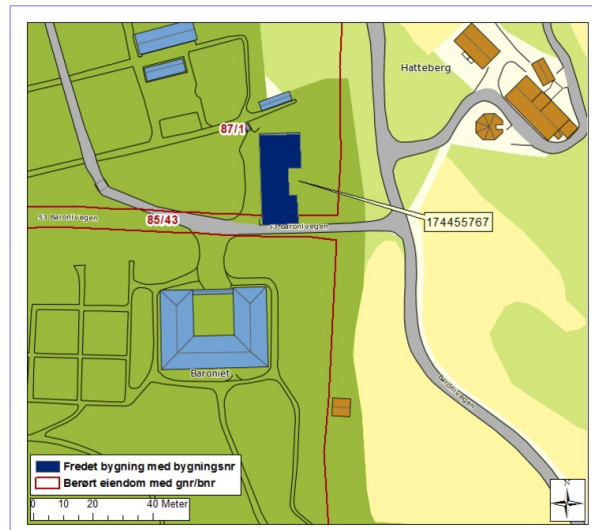 Hatteberg
87/1
174455767
53 Baronivegen
85/43
53 Baronivegen
Baroniet
Baronivegen
Fredet bygning med bygningsnr
Berørt eiendom med gnr/bnr
0 10 20 40 Meter
N